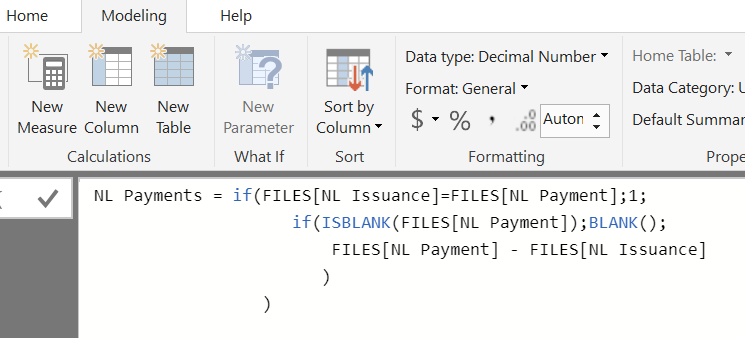 Home Modeling Help
New Measure New Column New Table New Parameter Sort by Column
Data type: Decimal Number
Format: General
$ % , .00 Auton
Home Table:
Data Category: U
Default Summar
Calculations What If Sort Formatting Prope
NL Payments = if(FILES[NL Issuance]=FILES[NL Payment];1;
if(ISBLANK(FILES[NL Payment]);BLANK();
FILES[NL Payment] - FILES[NL Issuance]
)
)